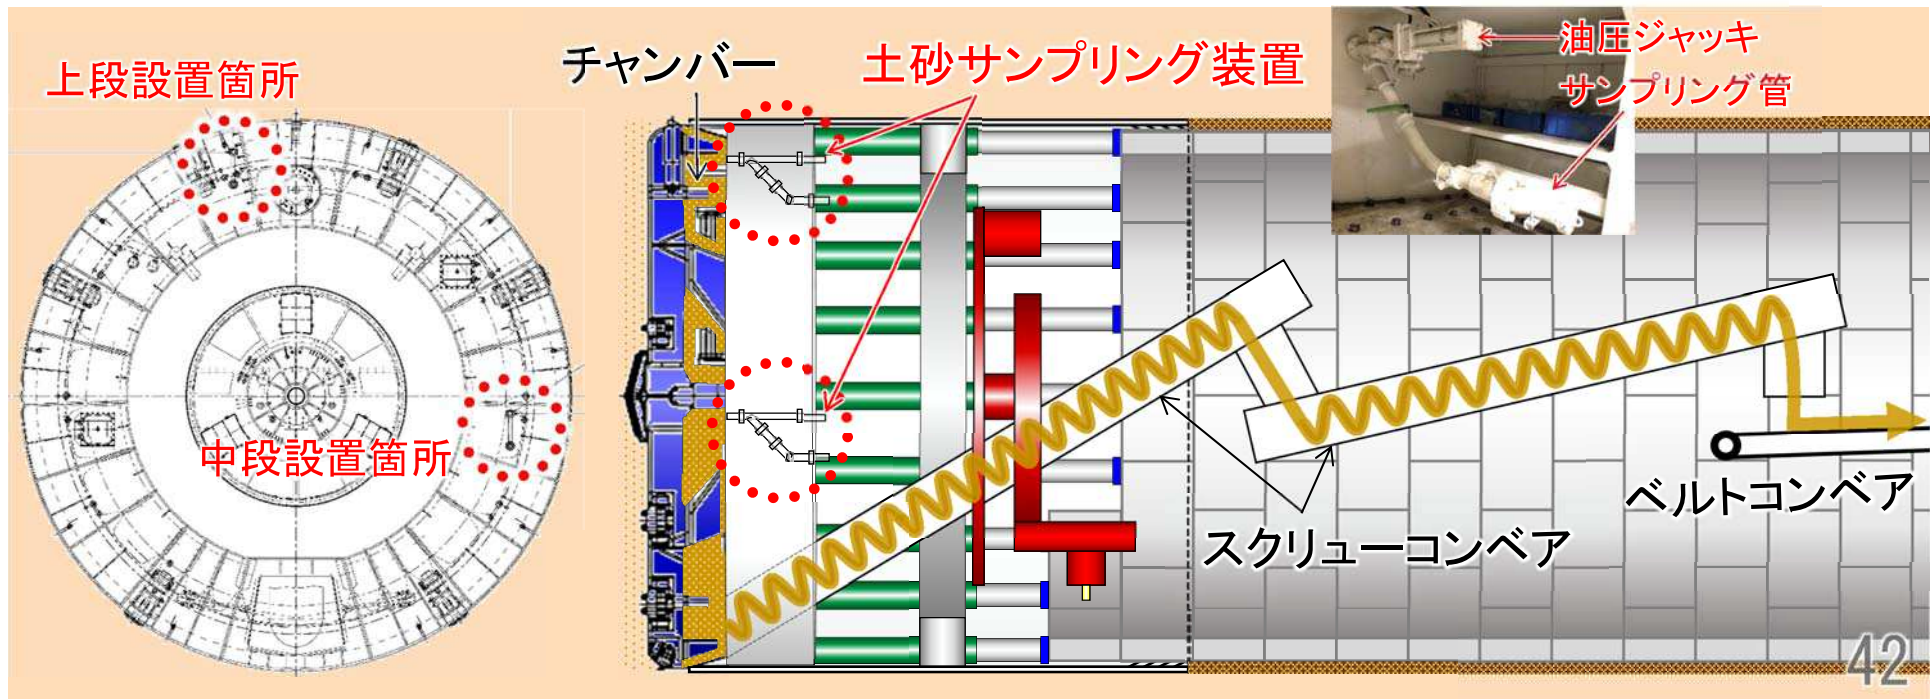 上段設置箇所
チャンバー
土砂サンプリング装置
油圧ジャッキ
サンプリング管
中段設置箇所
スクリューコンベア
ベルトコンベア
42